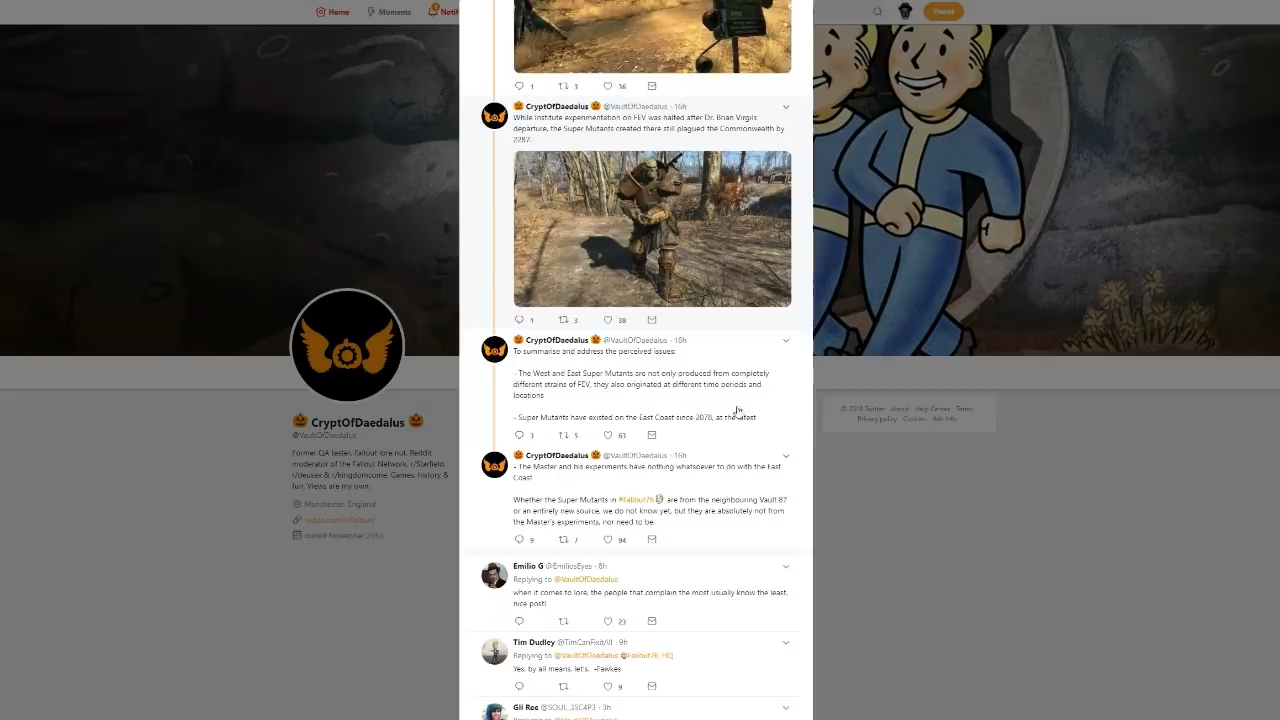 Home
Moments
Notif
Tweet
1 3 36
CryptOfDaedalus @VaultOfDaedalus · 16h
While Institute experimentation on FEV was halted after Dr. Brian Virgil's
departure, the Super Mutants created there still plagued the Commonwealth by
2287.
1 3 38
CryptOfDaedalus @VaultOfDaedalus · 16h
To summarise and address the perceived issues:
- The West and East Super Mutants are not only produced from completely
different strains of FEV, they also originated at different time periods and
locations
- Super Mutants have existed on the East Coast since 2078, at the latest
3 5 63
CryptOfDaedalus @VaultOfDaedalus · 16h
- The Master and his experiments have nothing whatsoever to do with the East
Coast
Whether the Super Mutants in #Fallout76 are from the neighbouring Vault 87
or an entirely new source, we do not know yet, but they are absolutely not from
the Master's experiments, nor need to be.
9 7 94
Emilio G @EmiliosEyes · 8h
Replying to @VaultOfDaedalus
when it comes to lore, the people that complain the most usually know the least.
nice post!
23
Tim Dudley @TimCanFixitAll · 9h
Replying to @VaultOfDaedalus @Fallout76_HQ
Yes, by all means, let's. -Fawkes
9
Gii Ree @SOUL_3SC4P3 · 3h
Replying to @VaultOfDaedalus
CryptOfDaedalus
@VaultOfDaedalus
Former QA tester. Fallout lore nut. Reddit
moderator of the Fallout Network, r/Starfield,
r/deusex & r/kingdomcome. Games, history &
fun. Views are my own.
Manchester, England
reddit.com/r/Fallout/
Joined November 2015
© 2018 Twitter About Help Center Terms
Privacy policy Cookies Ads info